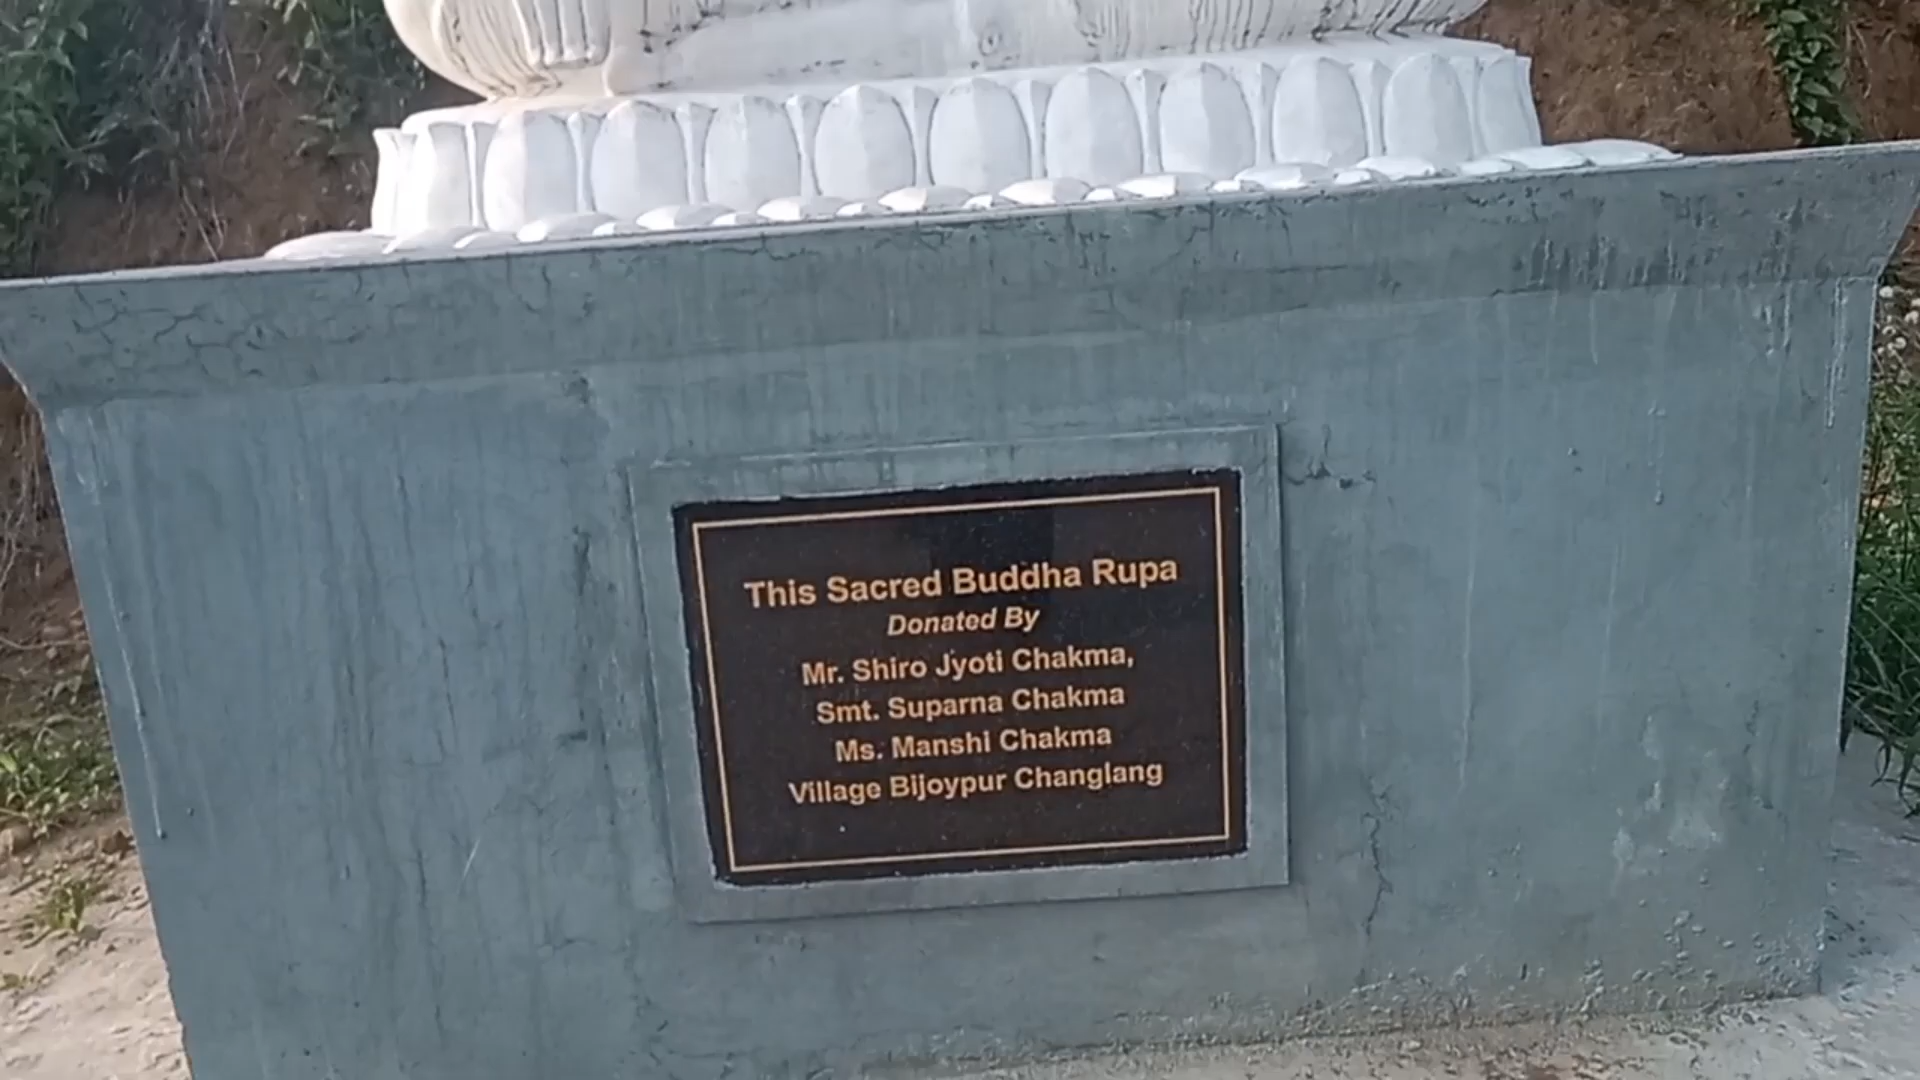 This Sacred Buddha Rupa
Donated By
Mr. Shiro Jyoti Chakma,
Smt. Suparna Chakma
Ms. Manshi Chakma
Village Bijoypur Changlang